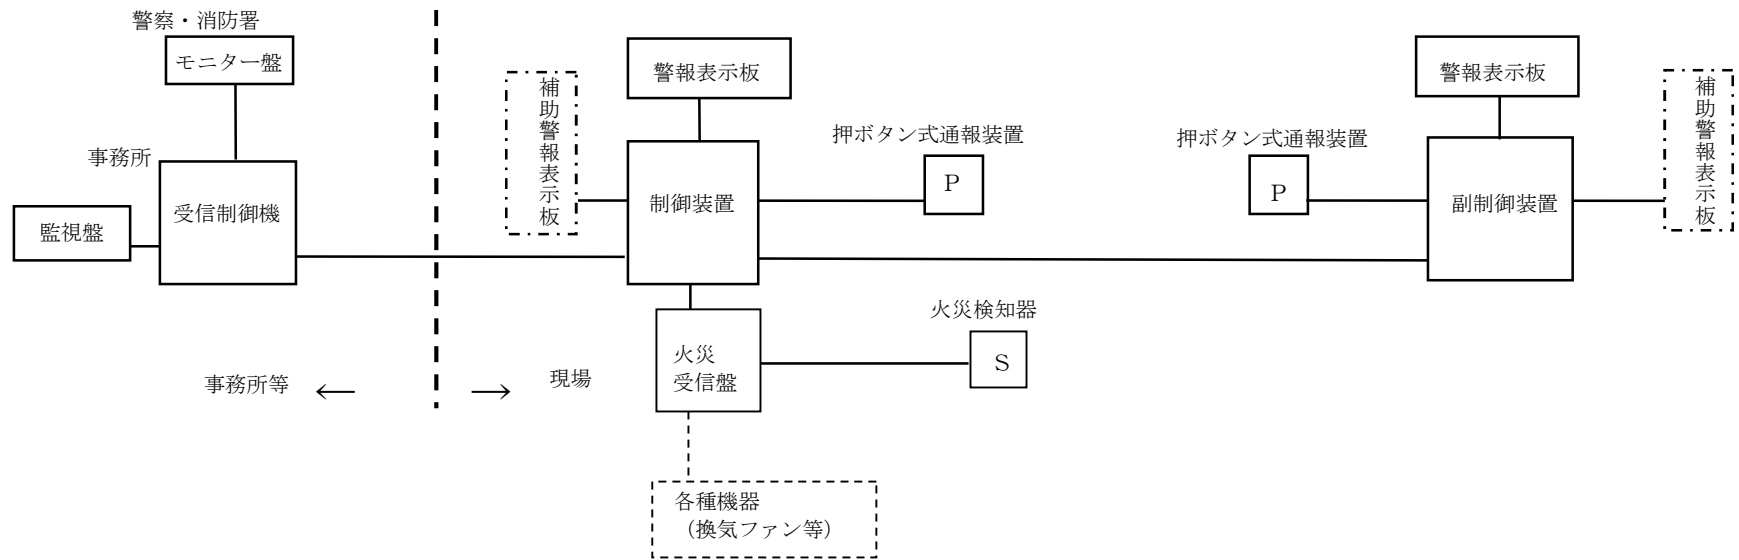 警察・消防署
モニター盤
事務所
受信制御機
監視盤
事務所等
現場
補助警報表示板
警報表示板
制御装置
押ボタン式通報装置
P
火災
受信盤
火災検知器
S
各種機器
（換気ファン等）
押ボタン式通報装置
P
警報表示板
副制御装置
補助警報表示板